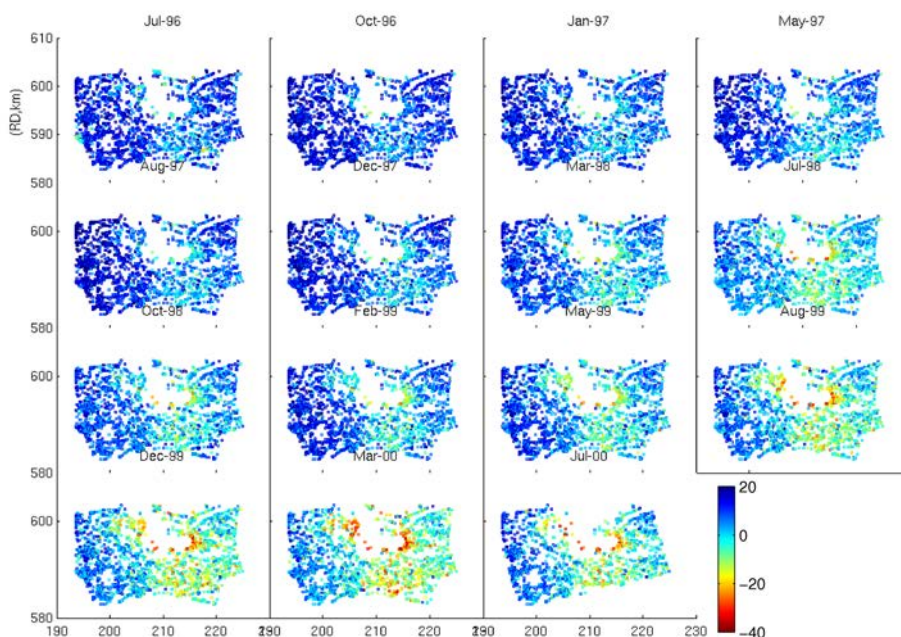 Jul-96 Oct-96 Jan-97 May-97
610
600
(RD,km)
590
580
Aug-97 Dec-97 Mar-98 Jul-98
600
580
Oct-98 Feb-99 May-99 Aug-99
600
580
Dec-99 Mar-00 Jul-00
20
600
0
-20
580
-40
190 200 210 220 200 210 220 200 210 220 230